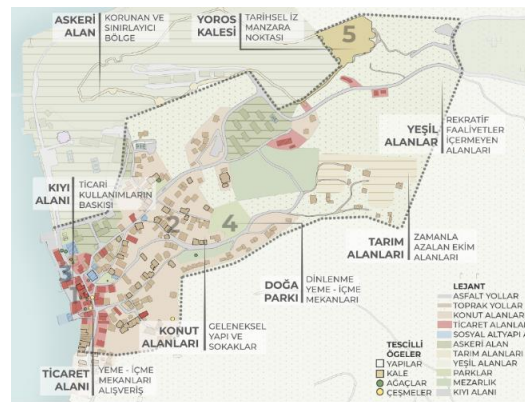 ASKERİ
ALAN
KORUNAN VE
SINIRLAYICI
BÖLGE
YOROS
KALESİ
TARİHSEL İZ
MANZARA
NOKTASI
5
YEŞİL
ALANLAR
REKRATİF
FAALİYETLER
İÇERMEYEN
ALANLARI
KIYI
ALANI
TİCARİ
KULLANIMLARIN
BASKISI
2
4
3
1
TARIM
ALANLARI
ZAMANLA
AZALAN EKİM
ALANLARI
DOĞA
PARKI
DİNLENME
YEME - İÇME
MEKANLARI
KONUT
ALANLARI
GELENEKSEL
YAPI VE
SOKAKLAR
TİCARET
ALANI
YEME - İÇME
MEKANLARI
ALIŞVERİŞ
TESCİLLİ
ÖGELER
YAPILAR
KALE
AĞAÇLAR
ÇEŞMELER
LEJANT
ASFALT YOLLAR
TOPRAK YOLLAR
KONUT ALANLARI
TİCARET ALANLAR
SOSYAL ALTYAPI A
ASKERİ ALAN
TARIM ALANLARI
YEŞİL ALANLAR
PARKLAR
MEZARLIK
KIYI ALANI